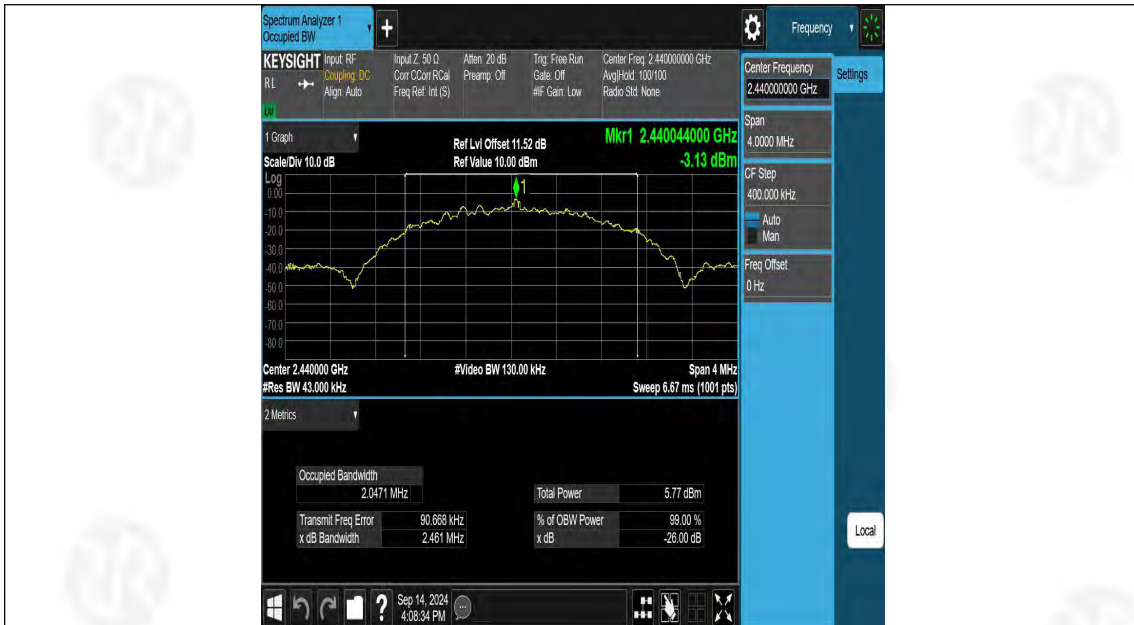 Spectrum Analyzer 1
Occupied BW
+
Frequency
KEYSIGHT Input: RF Input Z: 50 Ω Atten: 20 dB Trig: Free Run Center Freq: 2.440000000 GHz
RL Coupling: DC Corr CCorr RCal Preamp: Off Gate: Off Avg|Hold: 100/100
Align: Auto Freq Ref: Int (S) #IF Gain: Low Radio Std: None
1 Graph
Ref Lvl Offset 11.52 dB
Mkr1 2.440044000 GHz
Scale/Div 10.0 dB
Ref Value 10.00 dBm
-3.13 dBm
Log
1
0.00
-10.0
-20.0
-30.0
-40.0
-50.0
-60.0
-70.0
-80.0
Center 2.440000 GHz #Video BW 130.00 kHz Span 4 MHz
#Res BW 43.000 kHz Sweep 6.67 ms (1001 pts)
2 Metrics
Occupied Bandwidth
2.0471 MHz
Total Power 5.77 dBm
Transmit Freq Error 90.668 kHz % of OBW Power 99.00 %
x dB Bandwidth 2.461 MHz x dB -26.00 dB
Sep 14, 2024
4:08:34 PM
?
Center Frequency
2.440000000 GHz
Settings
Span
4.0000 MHz
CF Step
400.000 kHz
Auto
Man
Freq Offset
0 Hz
Local